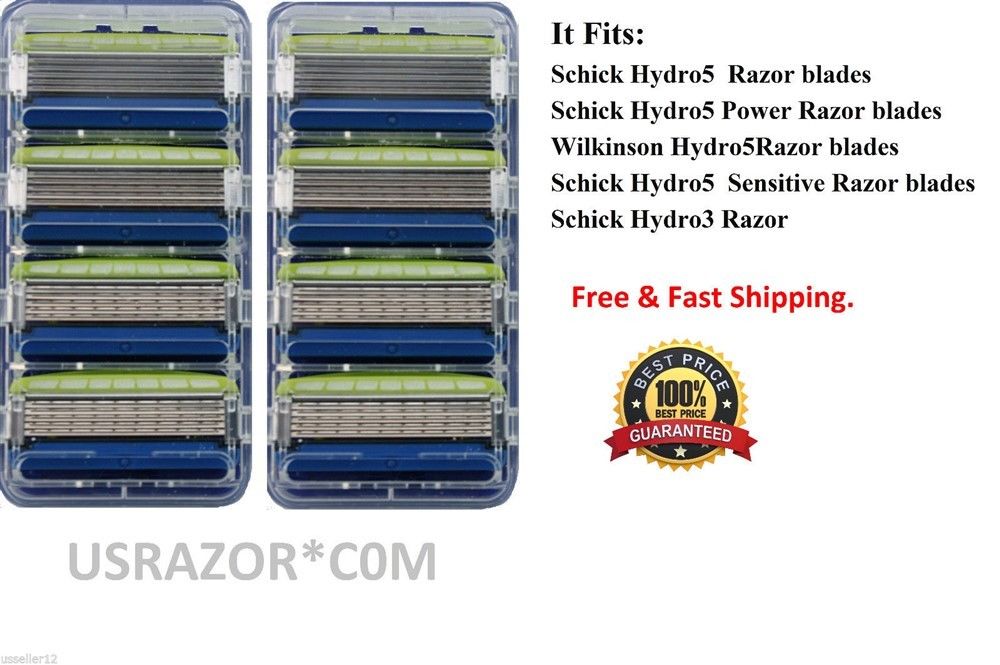 It Fits:
Schick Hydro5  Razor blades
Schick Hydro5 Power Razor blades
Wilkinson Hydro5Razor blades
Schick Hydro5  Sensitive Razor blades
Schick Hydro3 Razor
Free & Fast Shipping.
BEST PRICE
100%
BEST PRICE
GUARANTEED
USRAZOR*C0M
usseller12